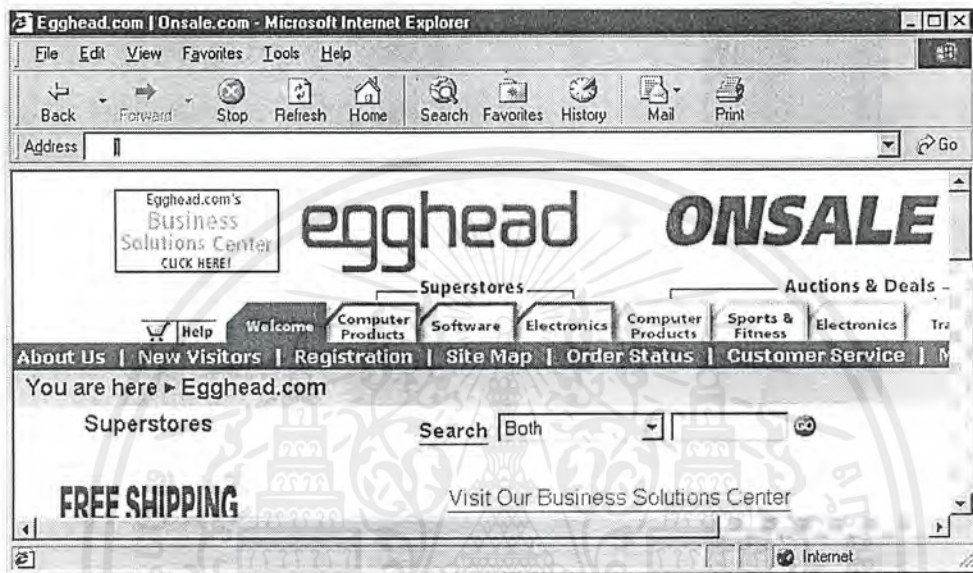 Egghead.com | Onsale.com - Microsoft Internet Explorer
File Edit View Favorites Tools Help
Back Forward Stop Refresh Home Search Favorites History Mail Print
Address Go
Egghead.com's
Business
Solutions Center
CLICK HERE!
egghead
ONSALE
Superstores
Auctions & Deals
Help
Welcome
Computer
Products
Software
Electronics
Computer
Products
Sports &
Fitness
Electronics
Tra
About Us | New Visitors | Registration | Site Map | Order Status | Customer Service | M
You are here ► Egghead.com
Superstores
Search Both GO
FREE SHIPPING
Visit Our Business Solutions Center
Internet